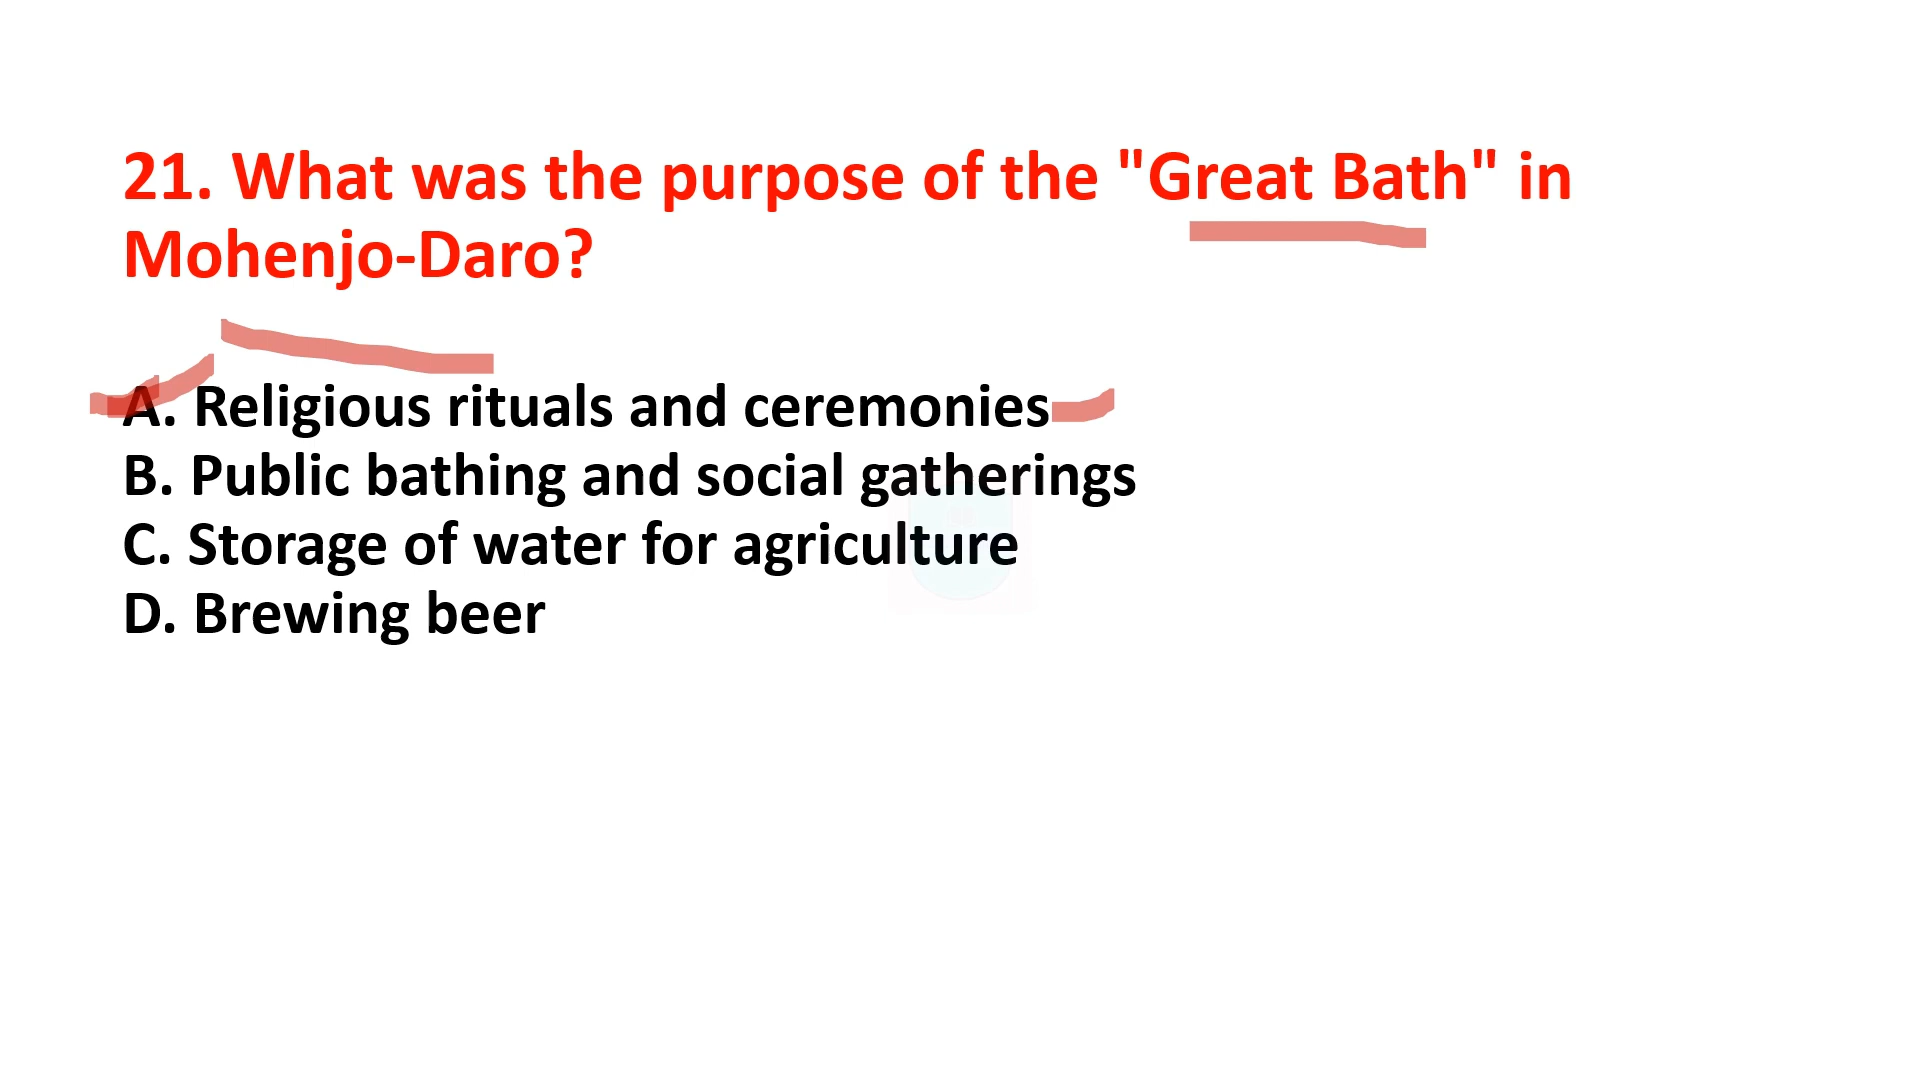 21. What was the purpose of the "Great Bath" in
Mohenjo-Daro?
A. Religious rituals and ceremonies
B. Public bathing and social gatherings
C. Storage of water for agriculture
D. Brewing beer